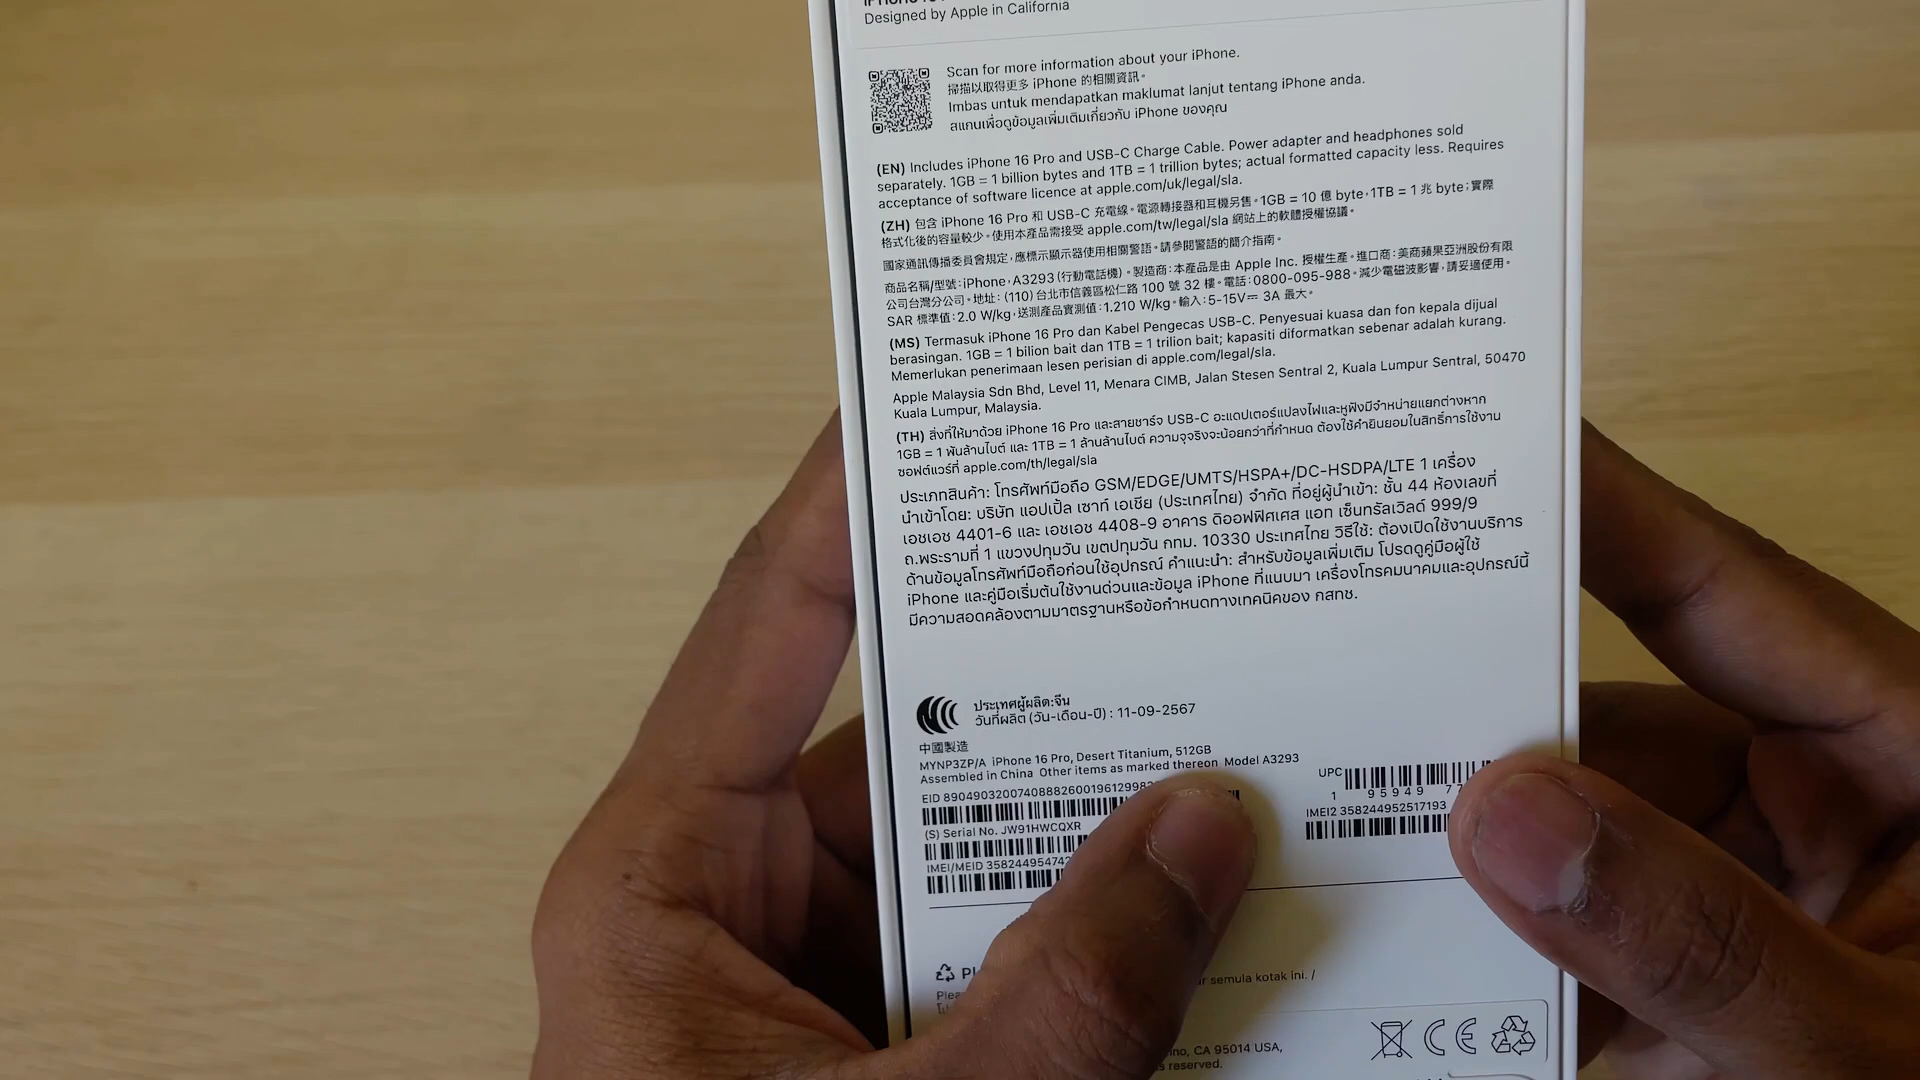 Designed by Apple in California
Scan for more information about your iPhone.
掃描以取得更多 iPhone 的相關資訊。
Imbas untuk mendapatkan maklumat lanjut tentang iPhone anda.
สแกนเพื่อดูข้อมูลเพิ่มเติมเกี่ยวกับ iPhone ของคุณ
(EN) Includes iPhone 16 Pro and USB-C Charge Cable. Power adapter and headphones sold
separately. 1GB = 1 billion bytes and 1TB = 1 trillion bytes; actual formatted capacity less. Requires
acceptance of software licence at apple.com/uk/legal/sla.
(ZH) 包含 iPhone 16 Pro 和 USB-C 充電線。電源轉接器和耳機另售。1GB = 10 億 byte，1TB = 1 兆 byte；實際
格式化後的容量較少。使用本產品需接受 apple.com/tw/legal/sla 網站上的軟體授權協議。
國家通訊傳播委員會規定，應標示顯示器使用相關警語。請參閱警語的簡介指南。
商品名稱/型號：iPhone，A3293（行動電話機）。製造商：本產品是由 Apple Inc. 授權生產。進口商：美商蘋果亞洲股份有限
公司台灣分公司。地址：(110) 台北市信義區松仁路 100 號 32 樓。電話：0800-095-988。減少電磁波影響，請妥適使用。
SAR 標準值：2.0 W/kg，送測產品實測值：1.210 W/kg。輸入：5-15V⎓ 3A 最大。
(MS) Termasuk iPhone 16 Pro dan Kabel Pengecas USB-C. Penyesuai kuasa dan fon kepala dijual
berasingan. 1GB = 1 bilion bait dan 1TB = 1 trilion bait; kapasiti diformatkan sebenar adalah kurang.
Memerlukan penerimaan lesen perisian di apple.com/legal/sla.
Apple Malaysia Sdn Bhd, Level 11, Menara CIMB, Jalan Stesen Sentral 2, Kuala Lumpur Sentral, 50470
Kuala Lumpur, Malaysia.
(TH) สิ่งที่ให้มาด้วย iPhone 16 Pro และสายชาร์จ USB-C อะแดปเตอร์แปลงไฟและหูฟังมีจำหน่ายแยกต่างหาก
1GB = 1 พันล้านไบต์ และ 1TB = 1 ล้านล้านไบต์ ความจุจริงจะน้อยกว่าที่กำหนด ต้องใช้คำยินยอมในสิทธิ์การใช้งาน
ซอฟต์แวร์ที่ apple.com/th/legal/sla
ประเภทสินค้า: โทรศัพท์มือถือ GSM/EDGE/UMTS/HSPA+/DC-HSDPA/LTE 1 เครื่อง
นำเข้าโดย: บริษัท แอปเปิ้ล เซาท์ เอเชีย (ประเทศไทย) จำกัด ที่อยู่ผู้นำเข้า: ชั้น 44 ห้องเลขที่
เอชเอช 4401-6 และ เอชเอช 4408-9 อาคาร ดิออฟฟิศเศส แอท เซ็นทรัลเวิลด์ 999/9
ถ.พระรามที่ 1 แขวงปทุมวัน เขตปทุมวัน กทม. 10330 ประเทศไทย วิธีใช้: ต้องเปิดใช้งานบริการ
ด้านข้อมูลโทรศัพท์มือถือก่อนใช้อุปกรณ์ คำแนะนำ: สำหรับข้อมูลเพิ่มเติม โปรดดูคู่มือผู้ใช้
iPhone และคู่มือเริ่มต้นใช้งานด่วนและข้อมูล iPhone ที่แนบมา เครื่องโทรคมนาคมและอุปกรณ์นี้
มีความสอดคล้องตามมาตรฐานหรือข้อกำหนดทางเทคนิคของ กสทช.
ประเทศผู้ผลิต:จีน
วันที่ผลิต (วัน-เดือน-ปี) : 11-09-2567
中國製造
MYNP3ZP/A iPhone 16 Pro, Desert Titanium, 512GB
Assembled in China Other items as marked thereon Model A3293
EID 8904903200740888260019612998
UPC
1 95949 77
(S) Serial No. JW91HWCQXR
IMEI2 358244952517193
IMEI/MEID 35824495474
semula kotak ini. /
CA 95014 USA,
reserved.
CE